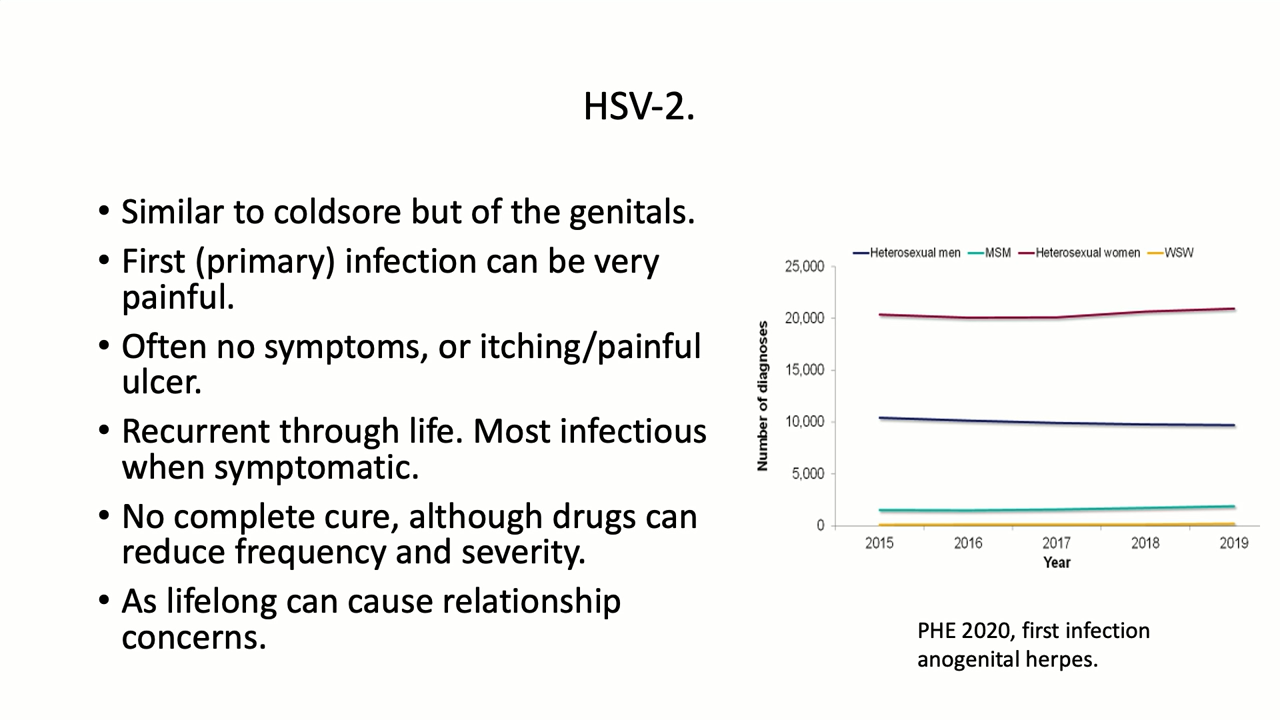 HSV-2.
• Similar to coldsore but of the genitals.
• First (primary) infection can be very
painful.
• Often no symptoms, or itching/painful
ulcer.
• Recurrent through life. Most infectious
when symptomatic.
• No complete cure, although drugs can
reduce frequency and severity.
• As lifelong can cause relationship
concerns.
Heterosexual men MSM Heterosexual women WSW
Number of diagnoses
25,000
20,000
15,000
10,000
5,000
0
2015 2016 2017 2018 2019
Year
PHE 2020, first infection
anogenital herpes.